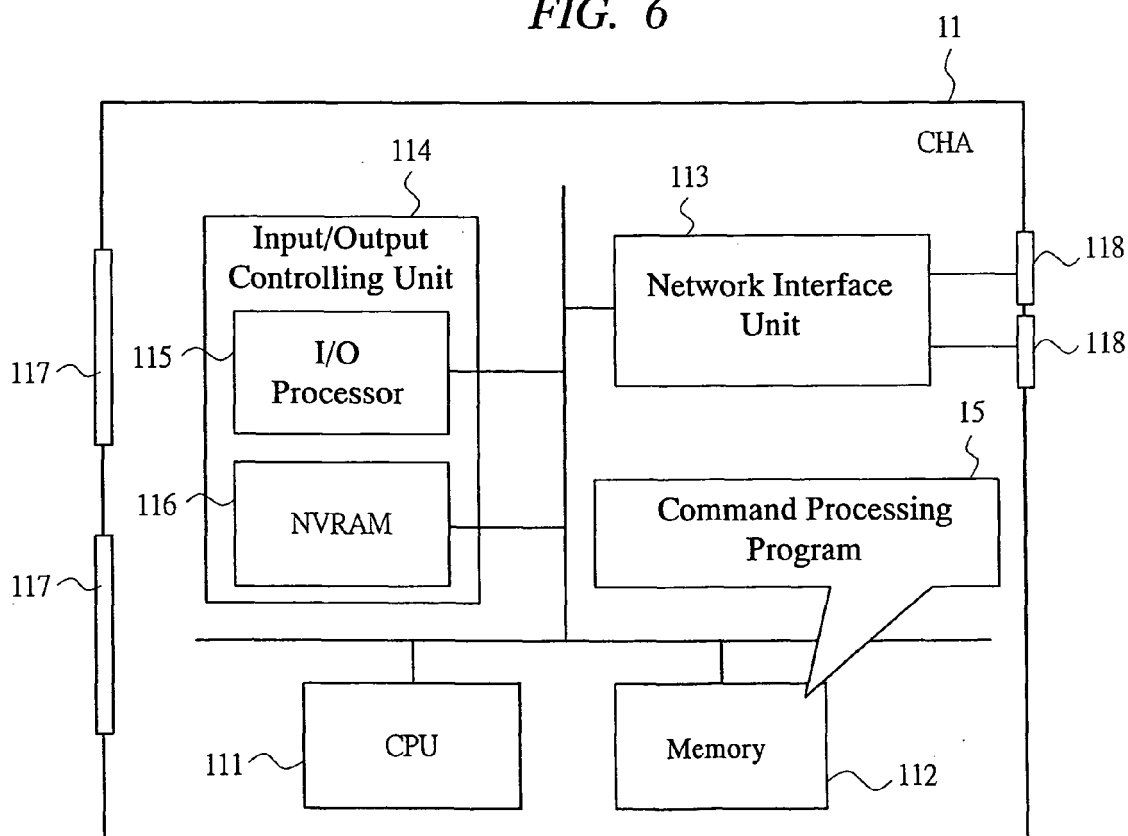 FIG. 6
11
CHA
114
113
Input/Output
Controlling Unit
Network Interface
Unit
118
118
115
I/O
Processor
117
15
116
NVRAM
Command Processing
Program
117
CPU
111
Memory
112